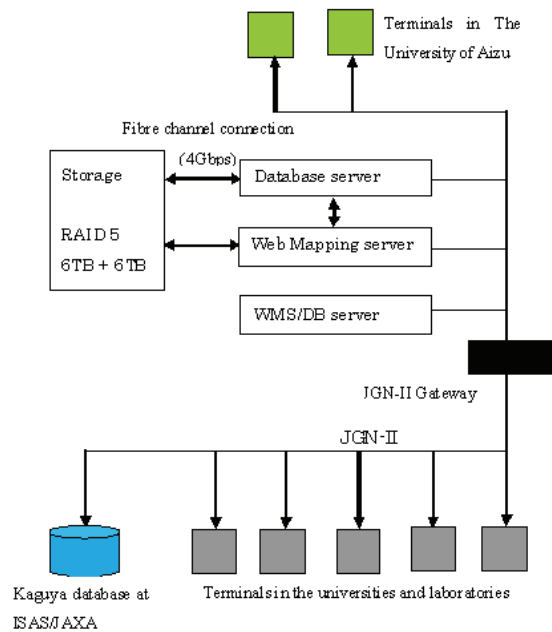 Terminals in The
University of Aizu
Fibre channel connection
(4Gbps)
Storage
RAID 5
6TB + 6TB
Database server
Web Mapping server
WMS/DB server
JGN-II Gateway
JGN-II
Kaguya database at
ISAS/JAXA
Terminals in the universities and laboratories